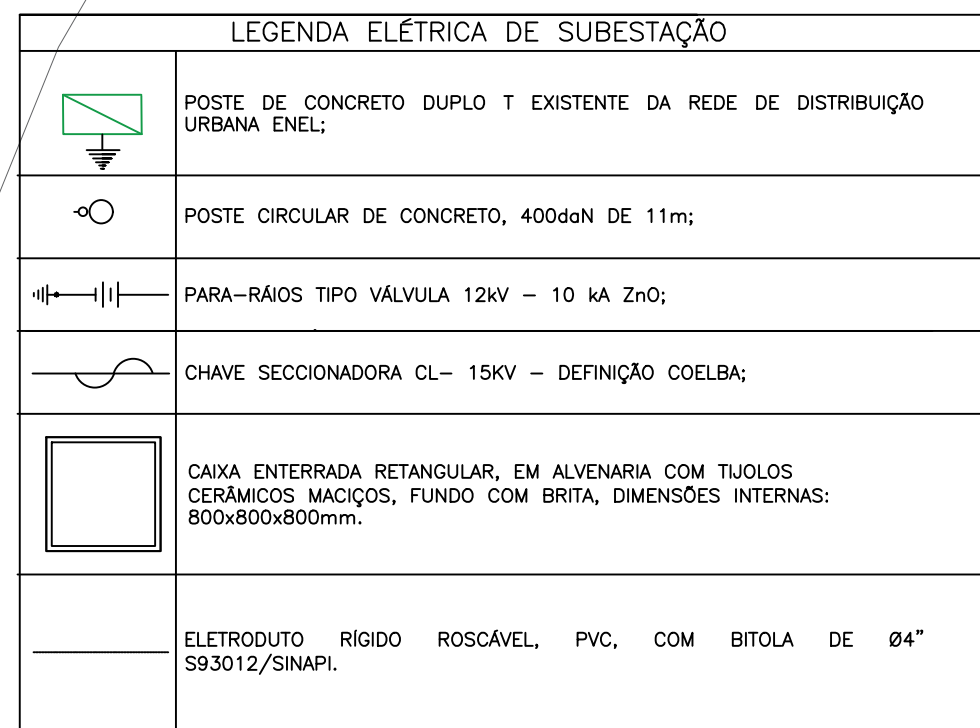 LEGENDA ELÉTRICA DE SUBESTAÇÃO
POSTE DE CONCRETO DUPLO T EXISTENTE DA REDE DE DISTRIBUIÇÃO
URBANA ENEL;
POSTE CIRCULAR DE CONCRETO, 400daN DE 11m;
PARA-RÁIOS TIPO VÁLVULA 12kV - 10 kA ZnO;
CHAVE SECCIONADORA CL- 15KV - DEFINIÇÃO COELBA;
CAIXA ENTERRADA RETANGULAR, EM ALVENARIA COM TIJOLOS
CERÂMICOS MACIÇOS, FUNDO COM BRITA, DIMENSÕES INTERNAS:
800x800x800mm.
ELETRODUTO RÍGIDO ROSCÁVEL, PVC, COM BITOLA DE Ø4"
S93012/SINAPI.